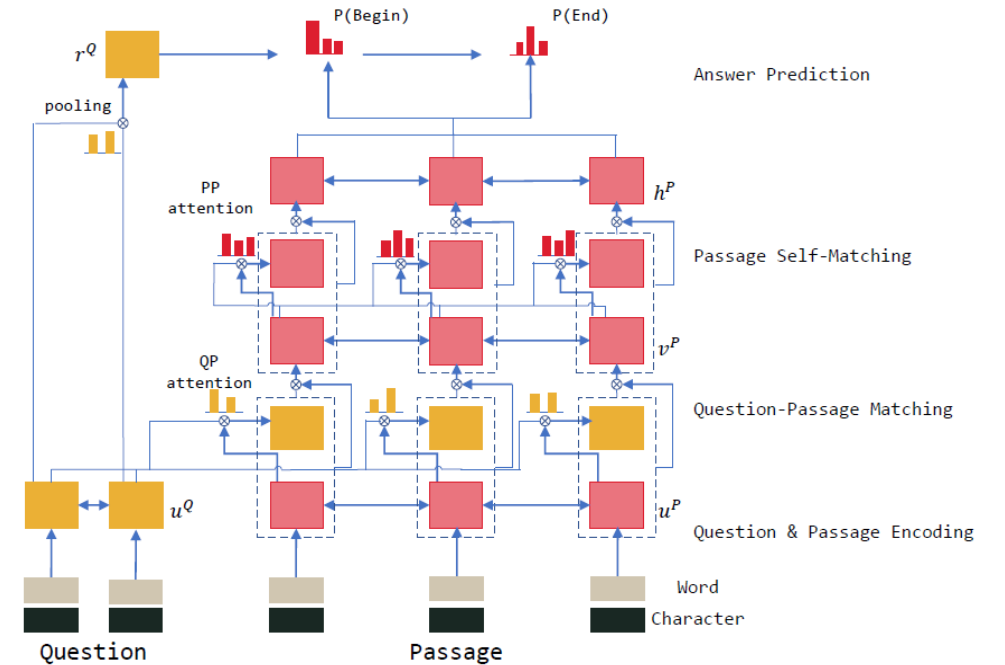 P(Begin)
P(End)
r^Q
Answer Prediction
pooling
PP
attention
h^P
Passage Self-Matching
v^P
QP
attention
Question-Passage Matching
u^Q
u^P
Question & Passage Encoding
Word
Character
Question
Passage